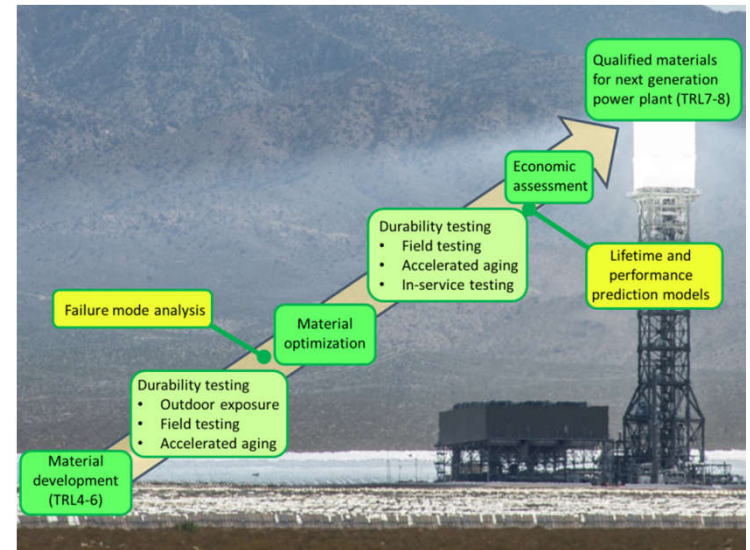 Qualified materials
for next generation
power plant (TRL7-8)
Economic
assessment
Durability testing
• Field testing
• Accelerated aging
• In-service testing
Lifetime and
performance
prediction models
Failure mode analysis
Material
optimization
Durability testing
• Outdoor exposure
• Field testing
• Accelerated aging
Material
development
(TRL4-6)